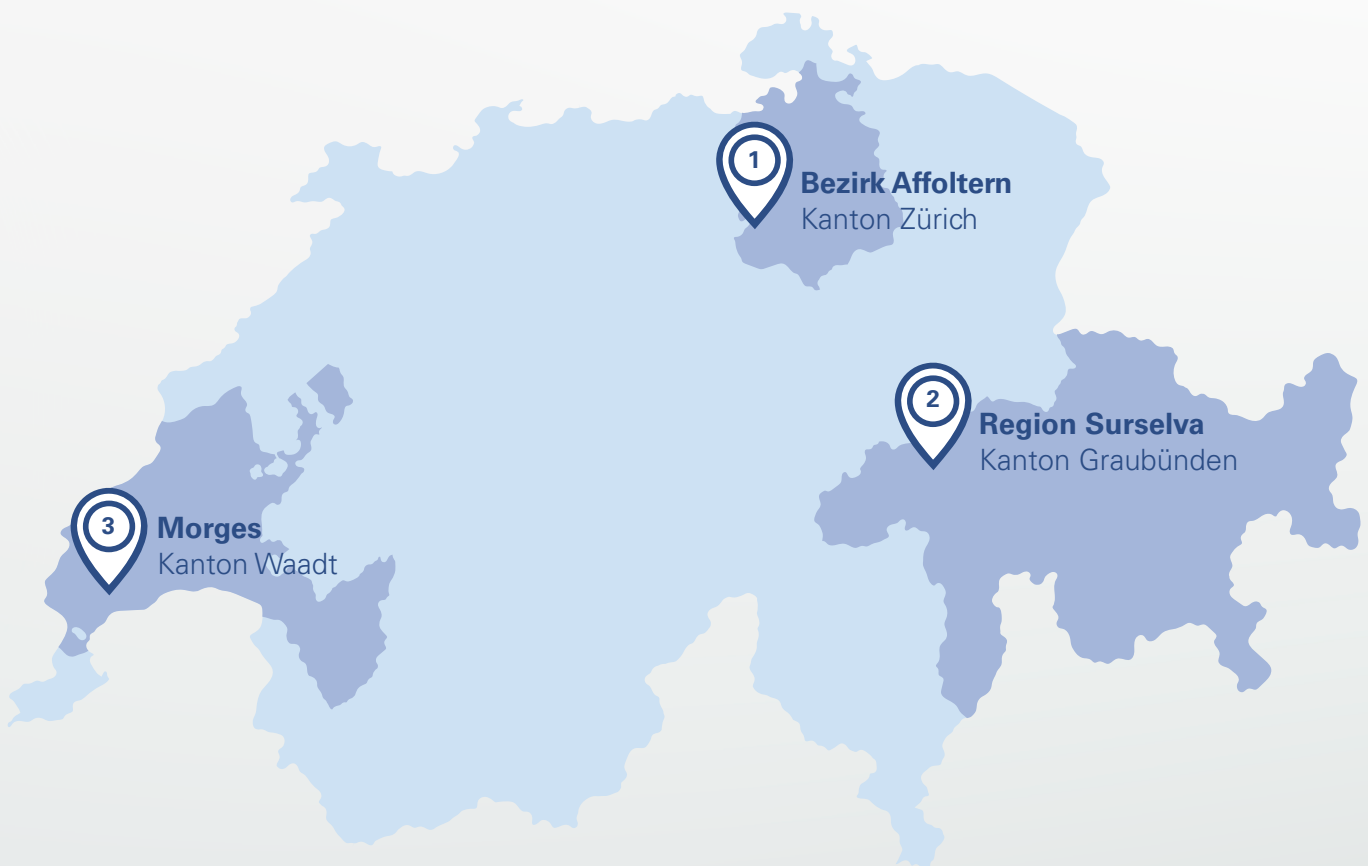 1
Bezirk Affoltern
Kanton Zürich
2
Region Surselva
Kanton Graubünden
3
Morges
Kanton Waadt